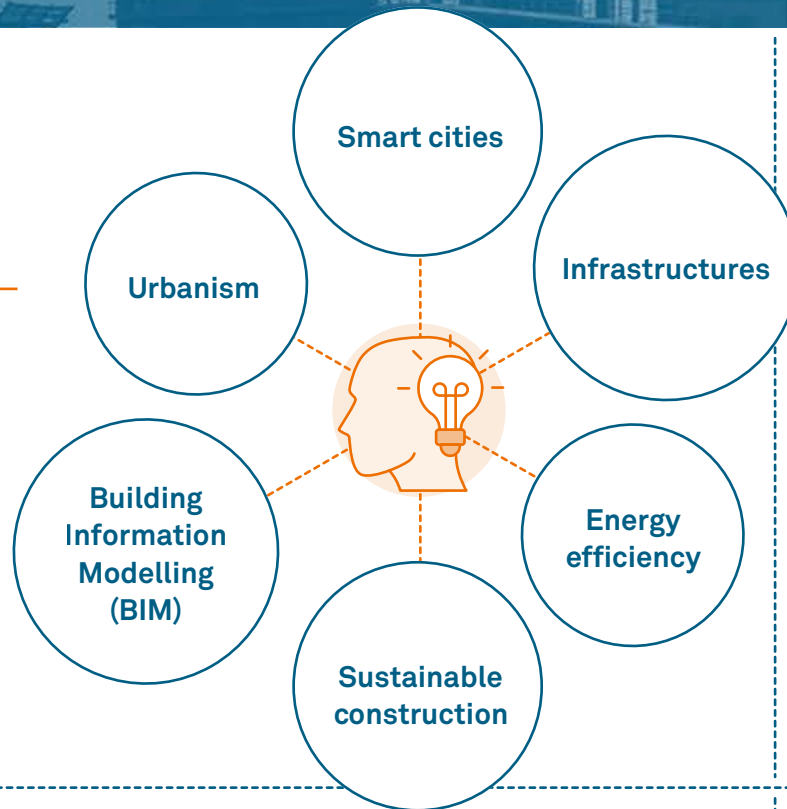 Smart cities
Urbanism
Infrastructures
Building
Information
Modelling
(BIM)
Energy
efficiency
Sustainable
construction